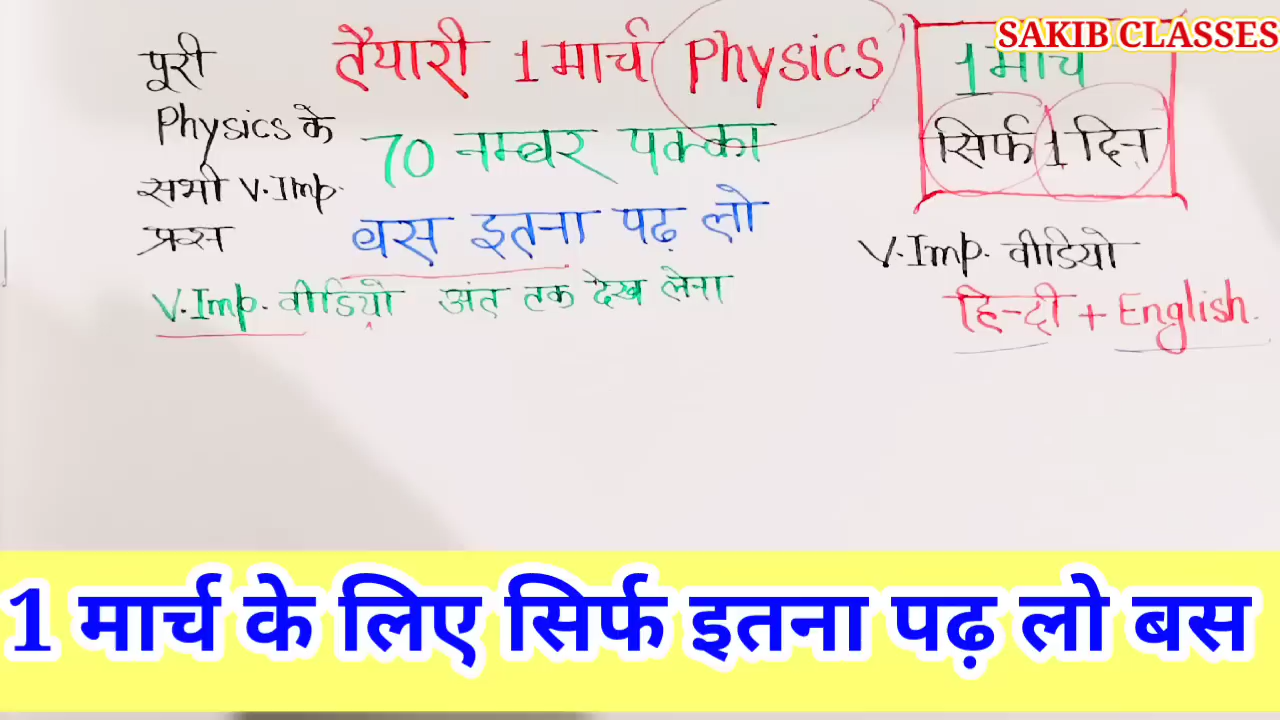 SAKIB CLASSES
पूरी
Physics के
सभी V.Imp.
प्रश्न
तैयारी 1 मार्च Physics
70 नम्बर पक्का
बस इतना पढ़ लो
V.Imp. वीडियो अंत तक देख लेना
1 मार्च
सिर्फ 1 दिन
V.Imp. वीडियो
हिन्दी + English.
1 मार्च के लिए सिर्फ इतना पढ़ लो बस